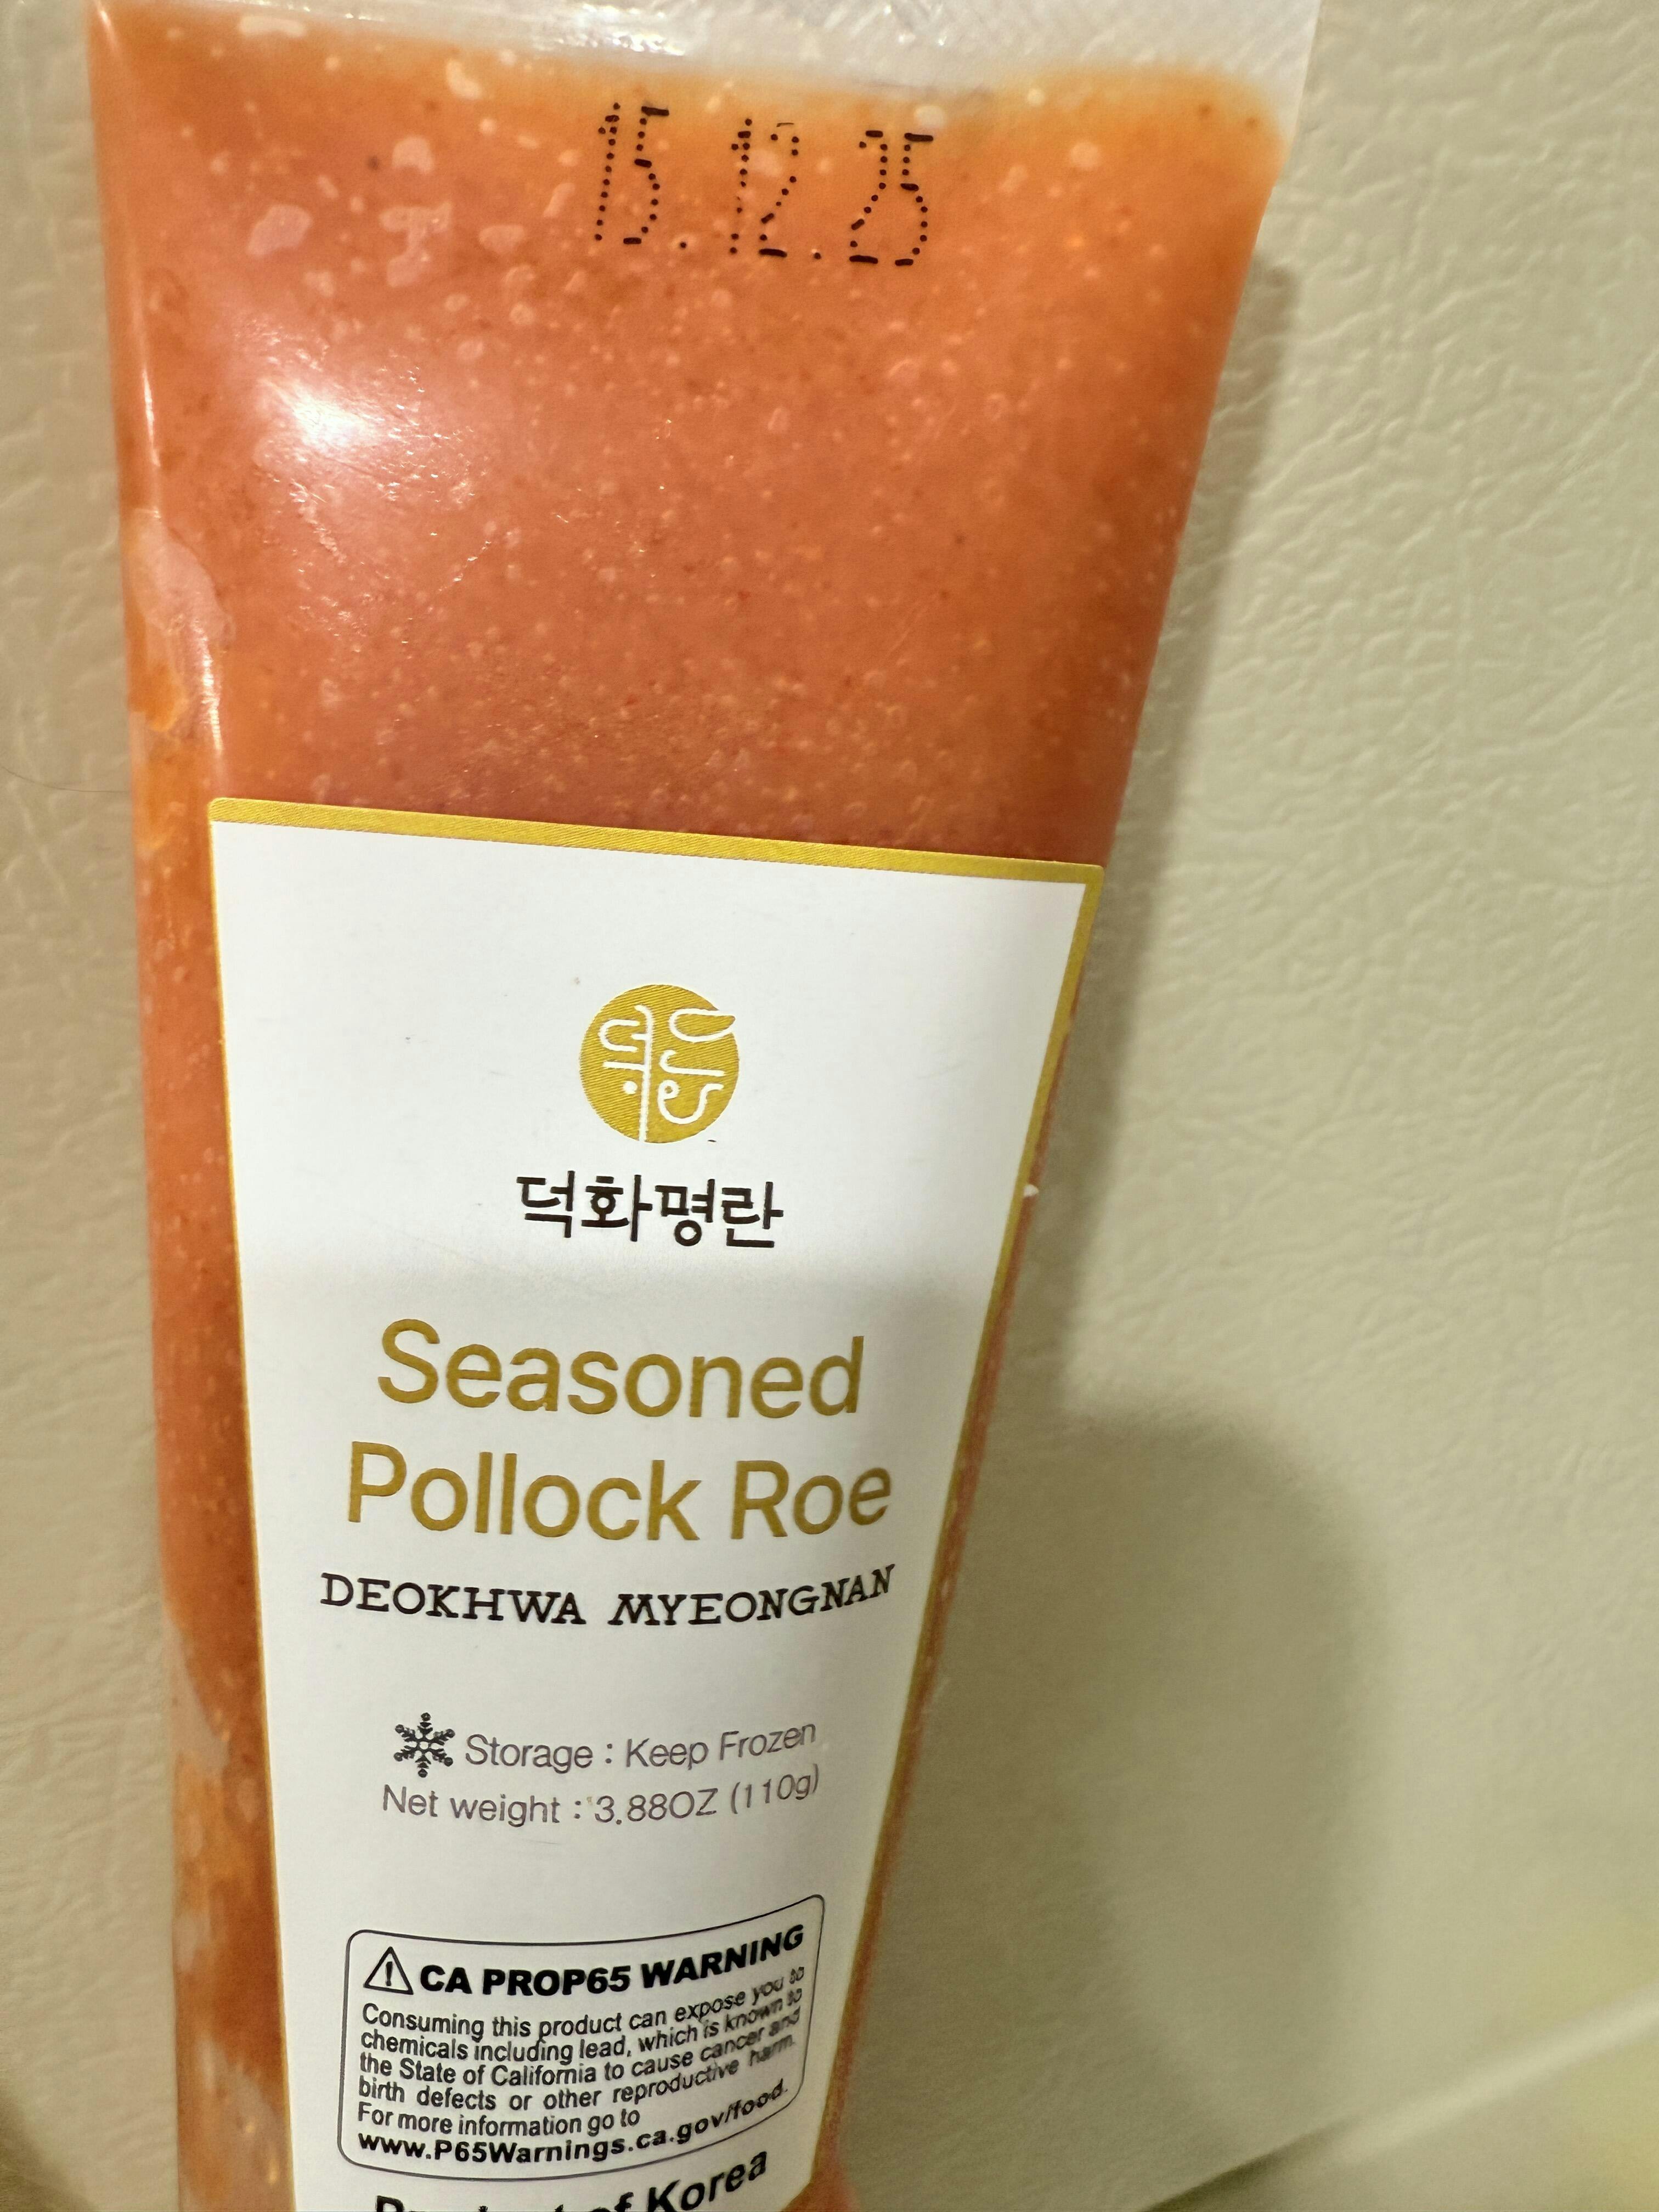 15.12.25
덕화명란
Seasoned
Pollock Roe
DEOKHWA MYEONGNAN
Storage : Keep Frozen
Net weight : 3.88OZ (110g)
CA PROP65 WARNING
Consuming this product can expose you to
chemicals including lead, which is known to
the State of California to cause cancer and
birth defects or other reproductive harm.
For more information go to
www.P65Warnings.ca.gov/food.
of Korea